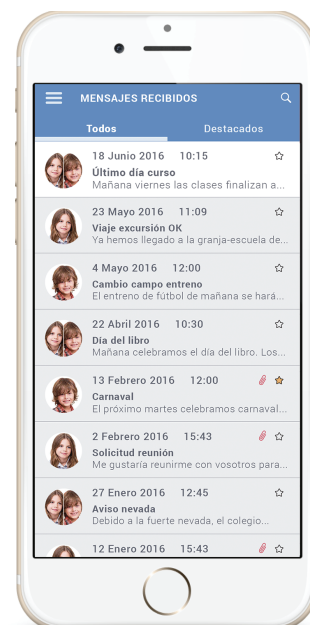 MENSAJES RECIBIDOS
Todos Destacados
18 Junio 2016 10:15
Último día curso
Mañana viernes las clases finalizan a...
23 Mayo 2016 11:09
Viaje excursión OK
Ya hemos llegado a la granja-escuela de...
4 Mayo 2016 12:00
Cambio campo entreno
El entreno de fútbol de mañana se hará...
22 Abril 2016 10:30
Día del libro
Mañana celebramos el día del libro. Los...
13 Febrero 2016 12:00
Carnaval
El próximo martes celebramos carnaval...
2 Febrero 2016 15:43
Solicitud reunión
Me gustaría reunirme con vosotros para...
27 Enero 2016 12:45
Aviso nevada
Debido a la fuerte nevada, el colegio...
12 Enero 2016 15:43